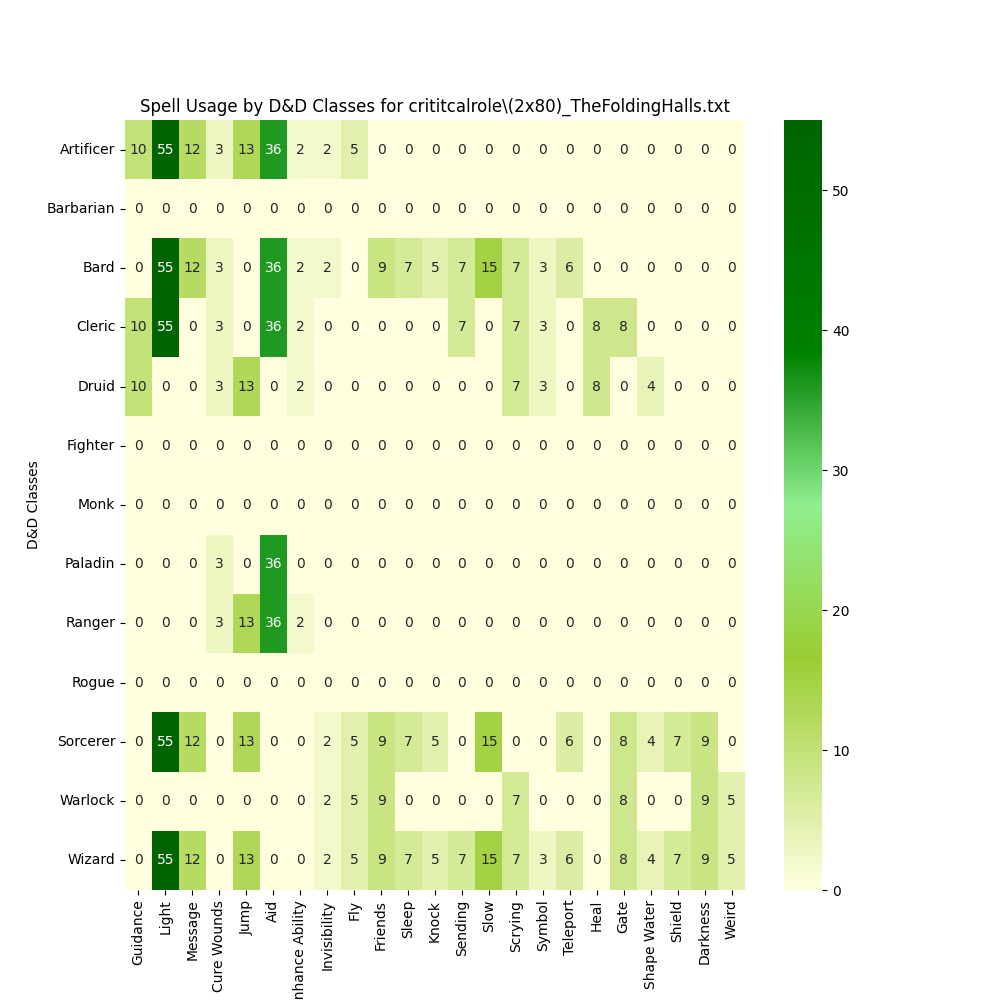 Spell Usage by D&D Classes for crititcalrole\(2x80)_TheFoldingHalls.txt
Artificer 10 55 12 3 13 36 2 2 5 0 0 0 0 0 0 0 0 0 0 0 0 0 0
Barbarian 0 0 0 0 0 0 0 0 0 0 0 0 0 0 0 0 0 0 0 0 0 0 0
Bard 0 55 12 3 0 36 2 2 0 9 7 5 7 15 7 3 6 0 0 0 0 0 0
Cleric 10 55 0 3 0 36 2 0 0 0 0 0 7 0 7 3 0 8 8 0 0 0 0
Druid 10 0 0 3 13 0 2 0 0 0 0 0 0 0 7 3 0 8 0 4 0 0 0
Fighter 0 0 0 0 0 0 0 0 0 0 0 0 0 0 0 0 0 0 0 0 0 0 0
Monk 0 0 0 0 0 0 0 0 0 0 0 0 0 0 0 0 0 0 0 0 0 0 0
Paladin 0 0 0 3 0 36 0 0 0 0 0 0 0 0 0 0 0 0 0 0 0 0 0
Ranger 0 0 0 3 13 36 2 0 0 0 0 0 0 0 0 0 0 0 0 0 0 0 0
Rogue 0 0 0 0 0 0 0 0 0 0 0 0 0 0 0 0 0 0 0 0 0 0 0
Sorcerer 0 55 12 0 13 0 0 2 5 9 7 5 0 15 0 0 6 0 8 4 7 9 0
Warlock 0 0 0 0 0 0 0 2 5 9 0 0 0 0 7 0 0 0 8 0 0 9 5
Wizard 0 55 12 0 13 0 0 2 5 9 7 5 7 15 7 3 6 0 8 4 7 9 5
D&D Classes
Guidance
Light
Message
Cure Wounds
Jump
Aid
nhance Ability
Invisibility
Fly
Friends
Sleep
Knock
Sending
Slow
Scrying
Symbol
Teleport
Heal
Gate
Shape Water
Shield
Darkness
Weird
50
40
30
20
10
0